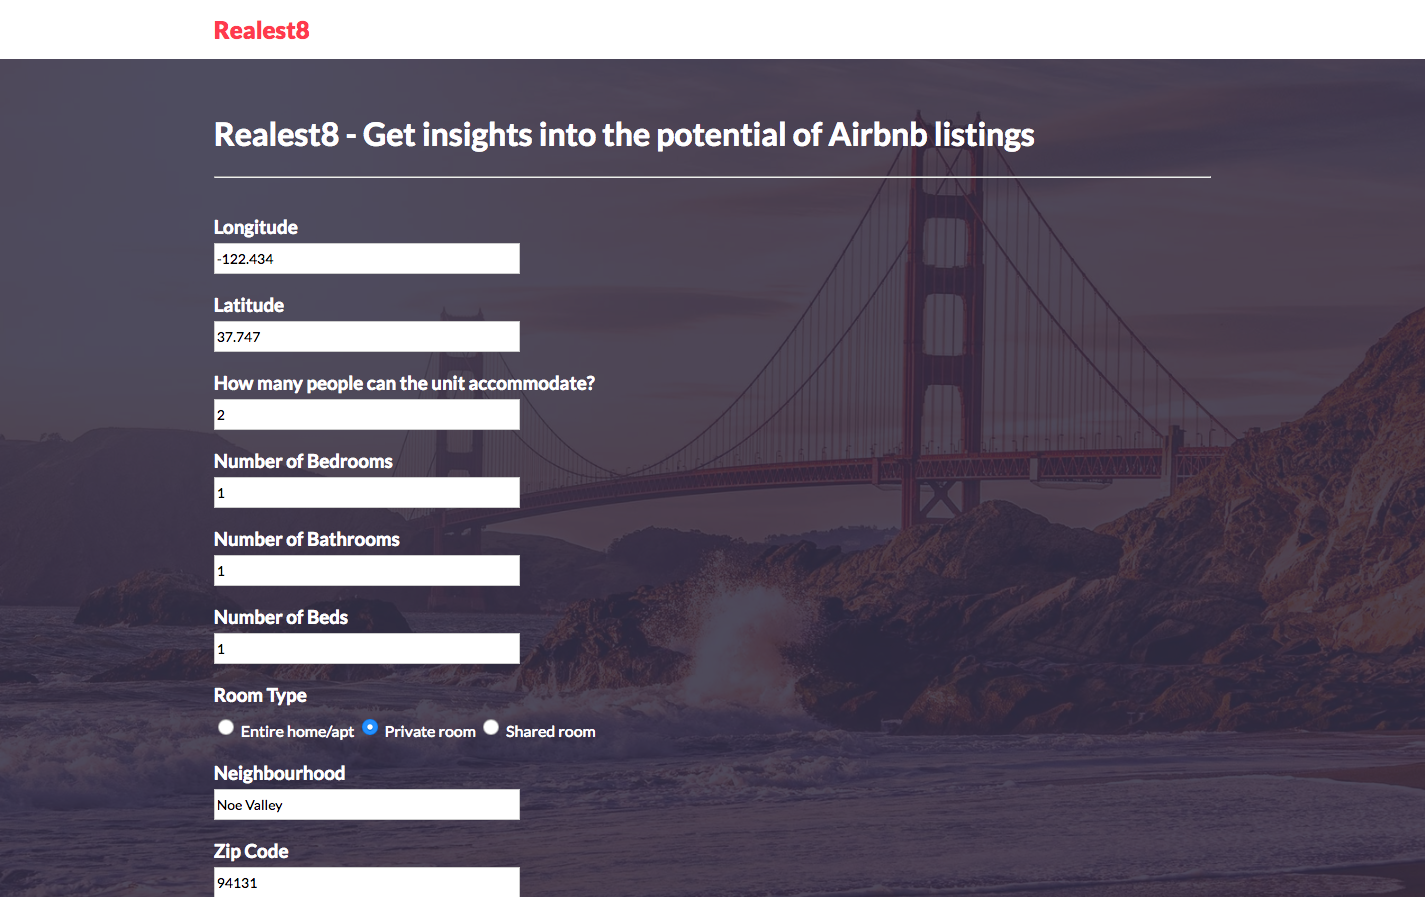 Realest8
Realest8 - Get insights into the potential of Airbnb listings
Longitude
-122.434
Latitude
37.747
How many people can the unit accommodate?
2
Number of Bedrooms
1
Number of Bathrooms
1
Number of Beds
1
Room Type
Entire home/apt Private room Shared room
Neighbourhood
Noe Valley
Zip Code
94131